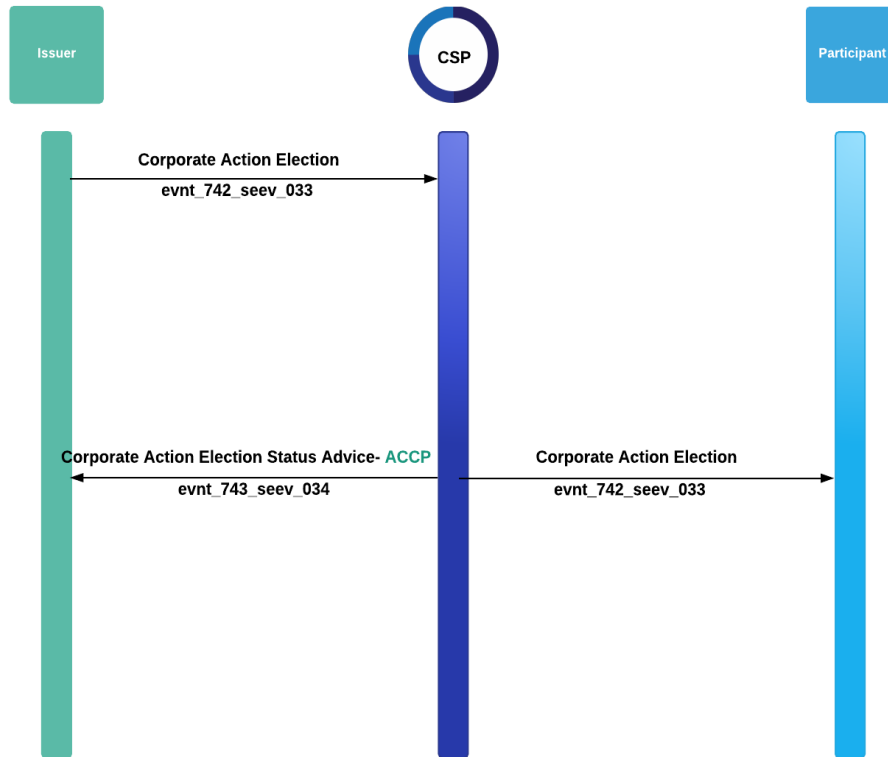 Issuer
CSP
Participant
Corporate Action Election
evnt_742_seev_033
Corporate Action Election Status Advice- ACCP
evnt_743_seev_034
Corporate Action Election
evnt_742_seev_033